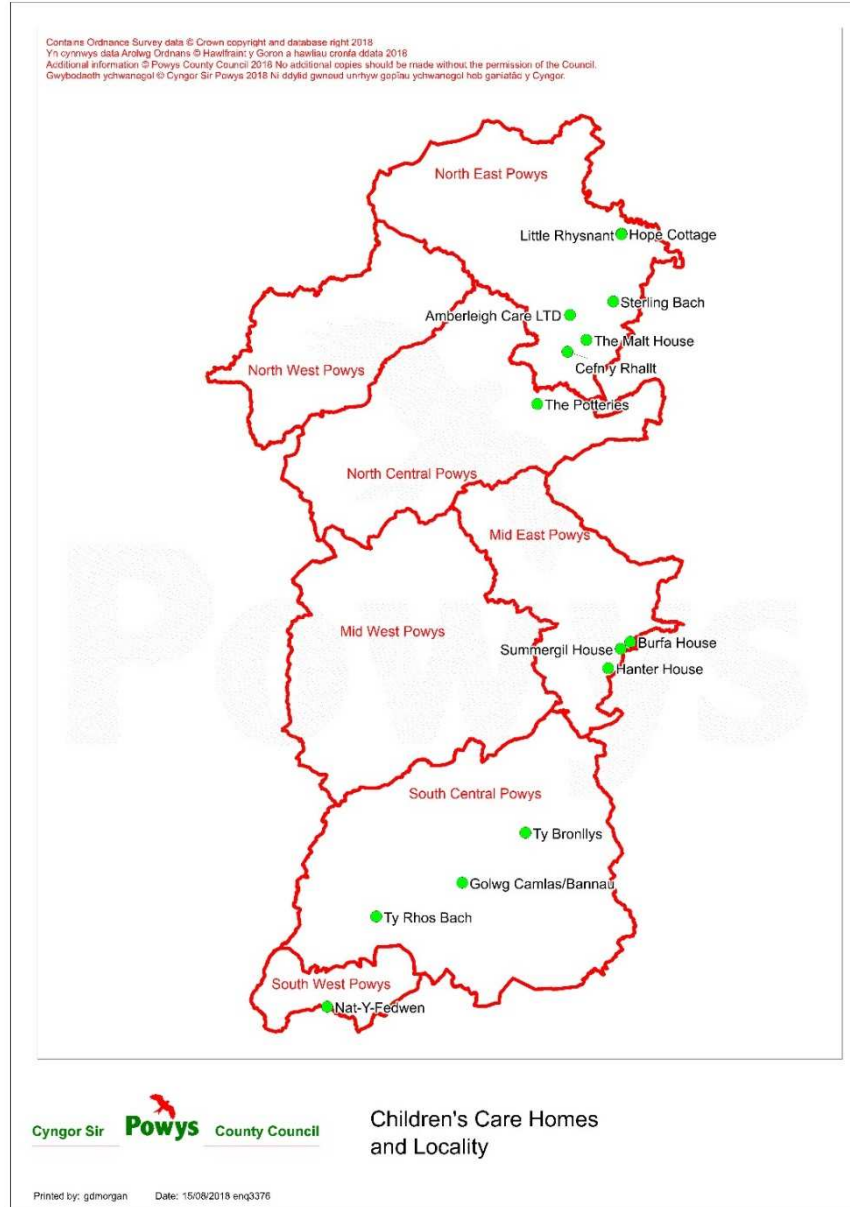 Contains Ordnance Survey data © Crown copyright and database right 2018
Yn cynnwys data Arolwg Ordnans © Hawlfraint y Goron a hawliau cronfa ddata 2018
Additional information © Powys County Council 2018 No additional copies should be made without the permission of the Council.
Gwybodaeth ychwanegol © Cyngor Sir Powys 2018 Ni ddylid gwneud unrhyw gopïau ychwanegol heb ganiatâd y Cyngor.
North East Powys
Little Rhysnant
Hope Cottage
Sterling Bach
Amberleigh Care LTD
The Malt House
Cefn y Rhallt
North West Powys
The Potteries
North Central Powys
Mid East Powys
Mid West Powys
Burfa House
Summergil House
Hanter House
Powys
South Central Powys
Ty Bronllys
Golwg Camlas/Bannau
Ty Rhos Bach
South West Powys
Nat-Y-Fedwen
Cyngor Sir Powys County Council
Children's Care Homes
and Locality
Printed by: gdmorgan Date: 15/08/2018 enq3376